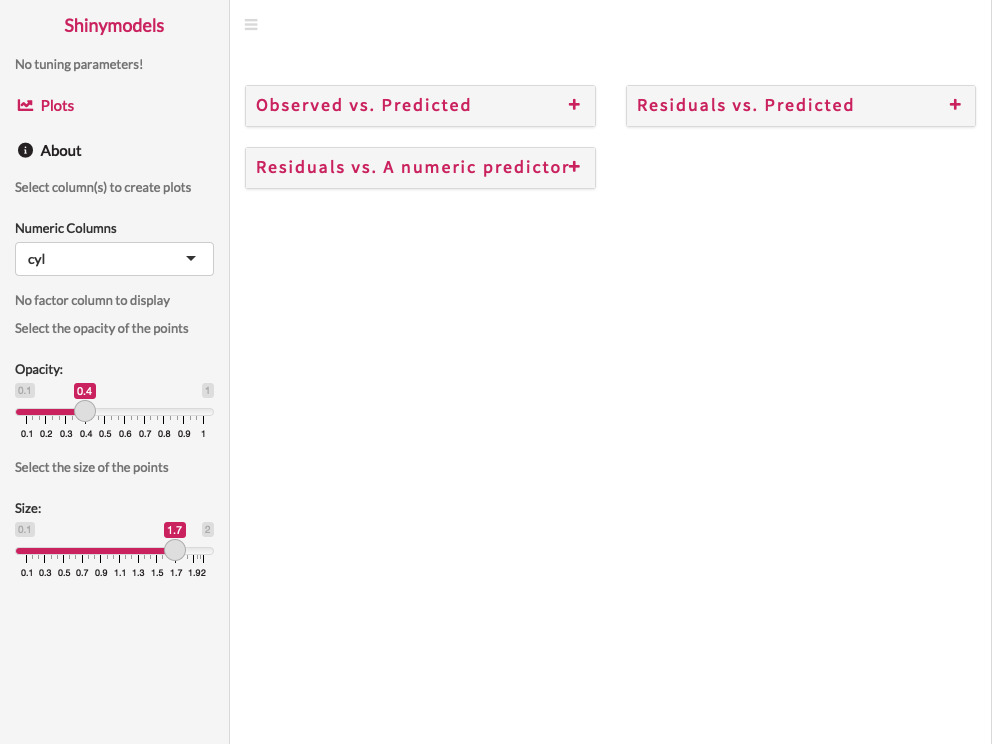 Shinymodels
No tuning parameters!
Plots
About
Select column(s) to create plots
Numeric Columns
cyl
No factor column to display
Select the opacity of the points
Opacity:
0.1 0.4 1
0.1 0.2 0.3 0.4 0.5 0.6 0.7 0.8 0.9 1
Select the size of the points
Size:
0.1 1.7 2
0.1 0.3 0.5 0.7 0.9 1.1 1.3 1.5 1.7 1.92
Observed vs. Predicted +
Residuals vs. Predicted +
Residuals vs. A numeric predictor+